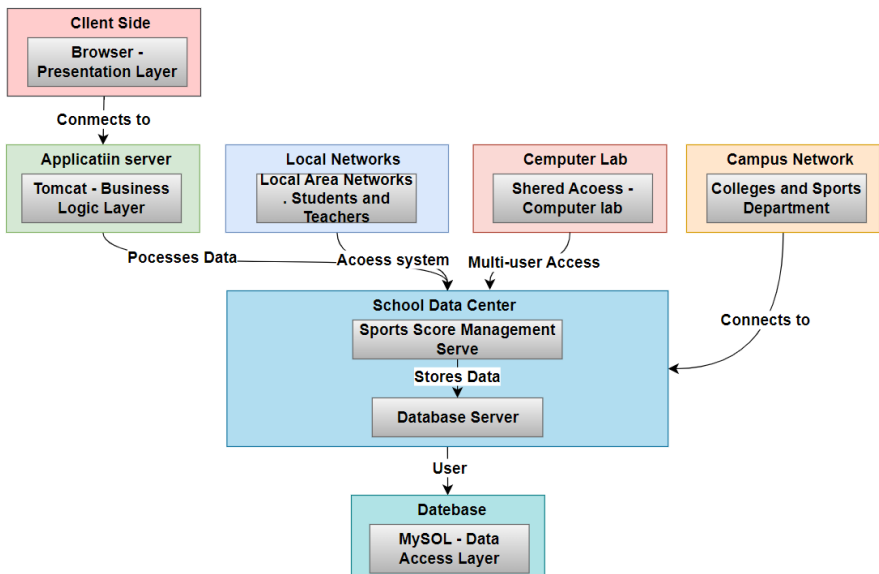 Cllent Side
Browser -
Presentation Layer
Connects to
Applicatiin server
Tomcat - Business
Logic Layer
Local Networks
Local Area Networks
. Students and
Teachers
Cemputer Lab
Shered Acoess -
Computer lab
Campus Network
Colleges and Sports
Department
Pocesses Data
Acoess system
Multi-user Access
Connects to
School Data Center
Sports Score Management
Serve
Stores Data
Database Server
User
Datebase
MySOL - Data
Access Layer